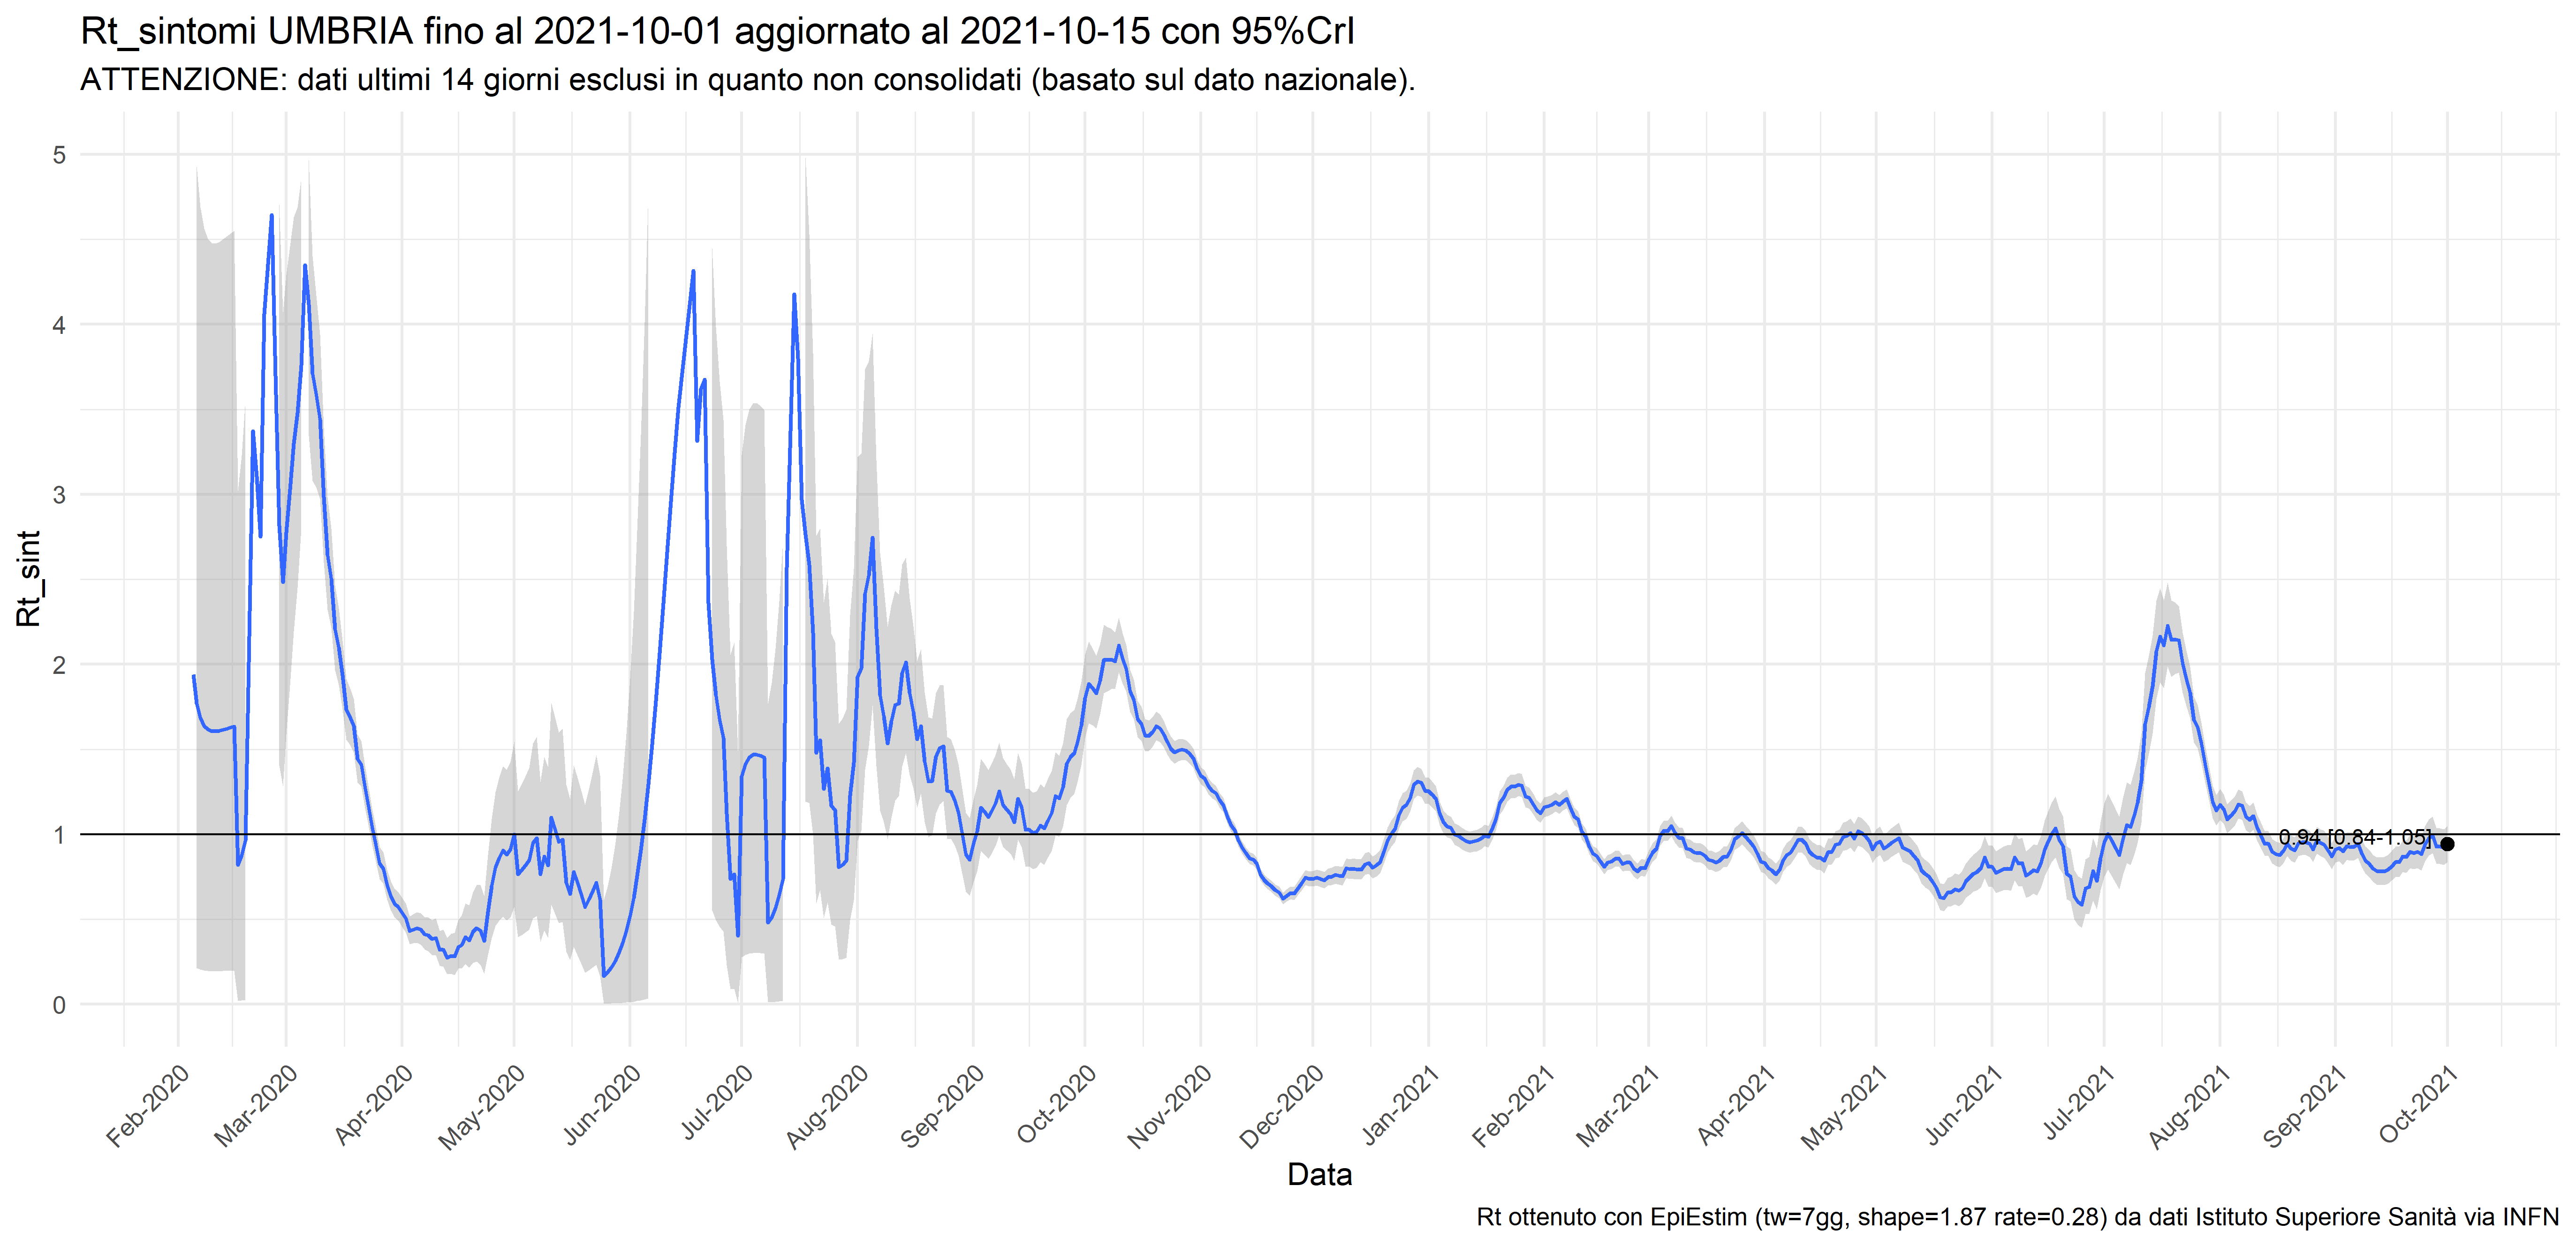 Rt_sintomi UMBRIA fino al 2021-10-01 aggiornato al 2021-10-15 con 95%CrI
ATTENZIONE: dati ultimi 14 giorni esclusi in quanto non consolidati (basato sul dato nazionale).
5
4
3
2
1
0
Rt_sint
0.94 [0.84-1.05]
Feb-2020
Mar-2020
Apr-2020
May-2020
Jun-2020
Jul-2020
Aug-2020
Sep-2020
Oct-2020
Nov-2020
Dec-2020
Jan-2021
Feb-2021
Mar-2021
Apr-2021
May-2021
Jun-2021
Jul-2021
Aug-2021
Sep-2021
Oct-2021
Data
Rt ottenuto con EpiEstim (tw=7gg, shape=1.87 rate=0.28) da dati Istituto Superiore Sanità via INFN